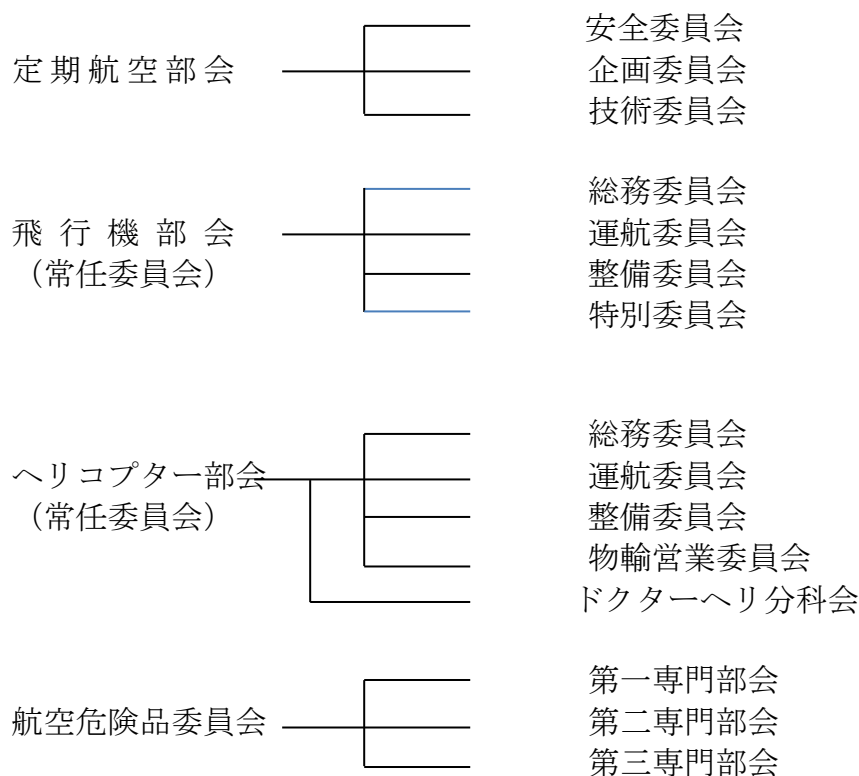 安全委員会
定期航空部会 企画委員会
技術委員会
総務委員会
飛行機部会 運航委員会
（常任委員会） 整備委員会
特別委員会
総務委員会
ヘリコプター部会 運航委員会
（常任委員会） 整備委員会
物輸営業委員会
ドクターヘリ分科会
第一専門部会
航空危険品委員会 第二専門部会
第三専門部会